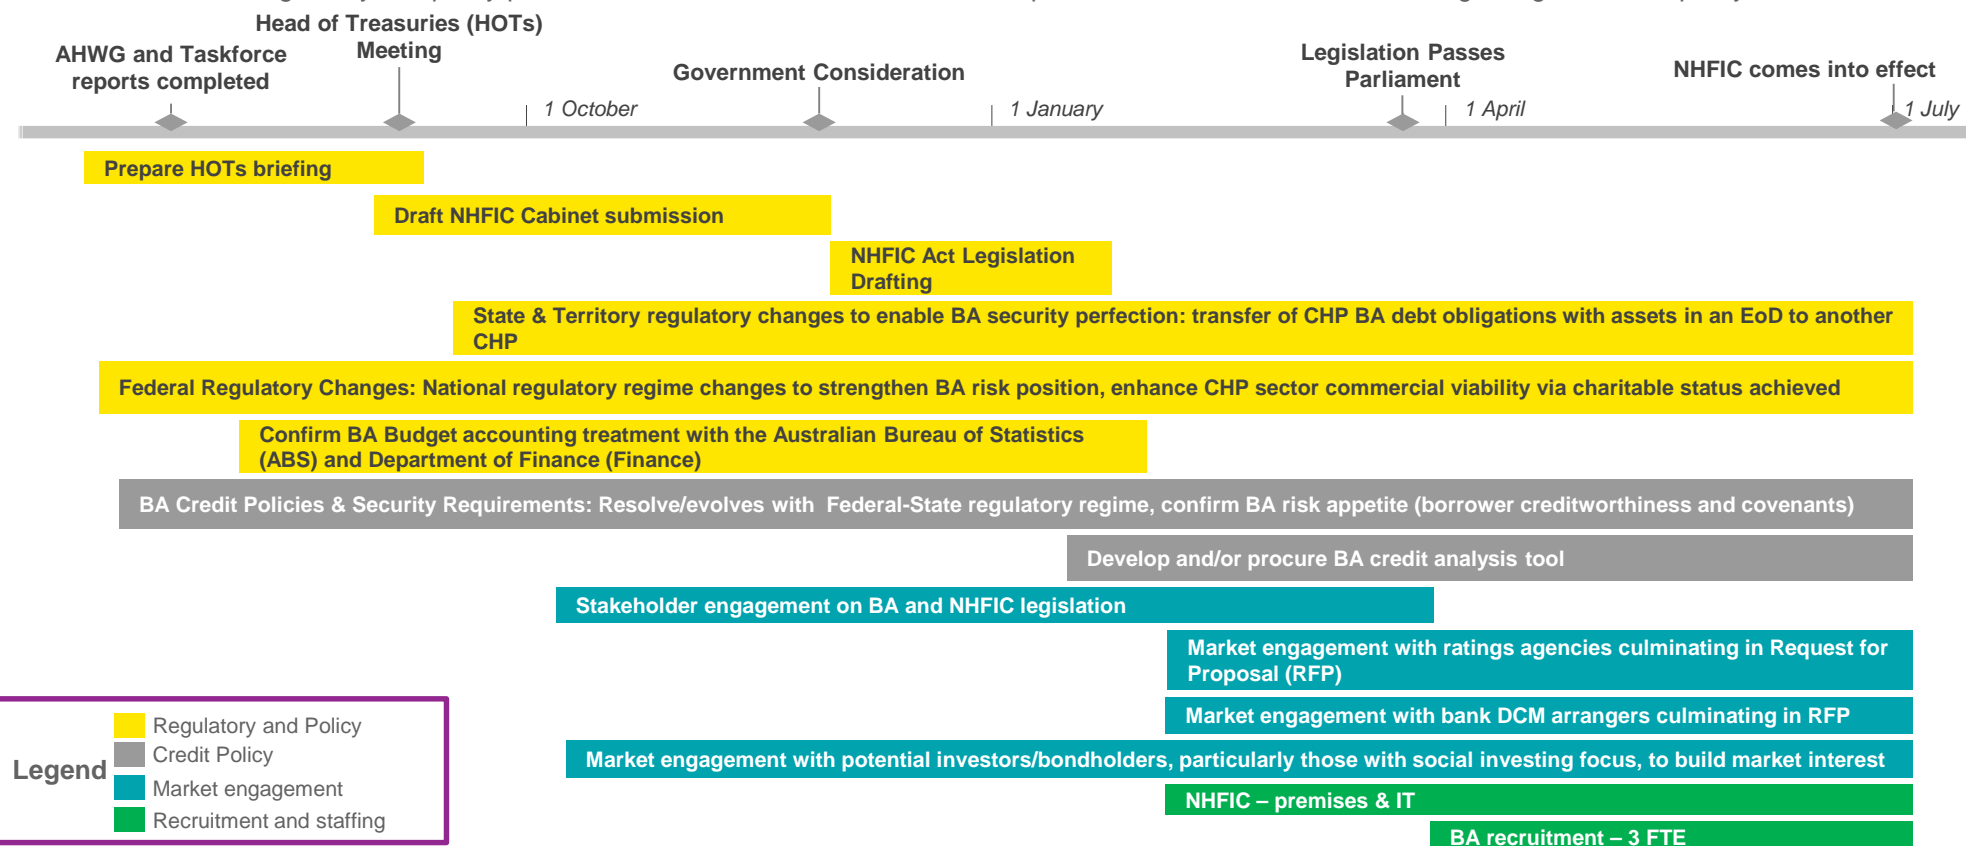 Head of Treasuries (HOTs)
Meeting
AHWG and Taskforce
reports completed
Government Consideration
Legislation Passes
Parliament
NHFIC comes into effect
1 October
1 January
1 April
1 July
Prepare HOTs briefing
Draft NHFIC Cabinet submission
NHFIC Act Legislation
Drafting
State & Territory regulatory changes to enable BA security perfection: transfer of CHP BA debt obligations with assets in an EoD to another
CHP
Federal Regulatory Changes: National regulatory regime changes to strengthen BA risk position, enhance CHP sector commercial viability via charitable status achieved
Confirm BA Budget accounting treatment with the Australian Bureau of Statistics
(ABS) and Department of Finance (Finance)
BA Credit Policies & Security Requirements: Resolve/evolves with Federal-State regulatory regime, confirm BA risk appetite (borrower creditworthiness and covenants)
Develop and/or procure BA credit analysis tool
Stakeholder engagement on BA and NHFIC legislation
Market engagement with ratings agencies culminating in Request for
Proposal (RFP)
Market engagement with bank DCM arrangers culminating in RFP
Market engagement with potential investors/bondholders, particularly those with social investing focus, to build market interest
NHFIC – premises & IT
BA recruitment – 3 FTE
Legend
Regulatory and Policy
Credit Policy
Market engagement
Recruitment and staffing